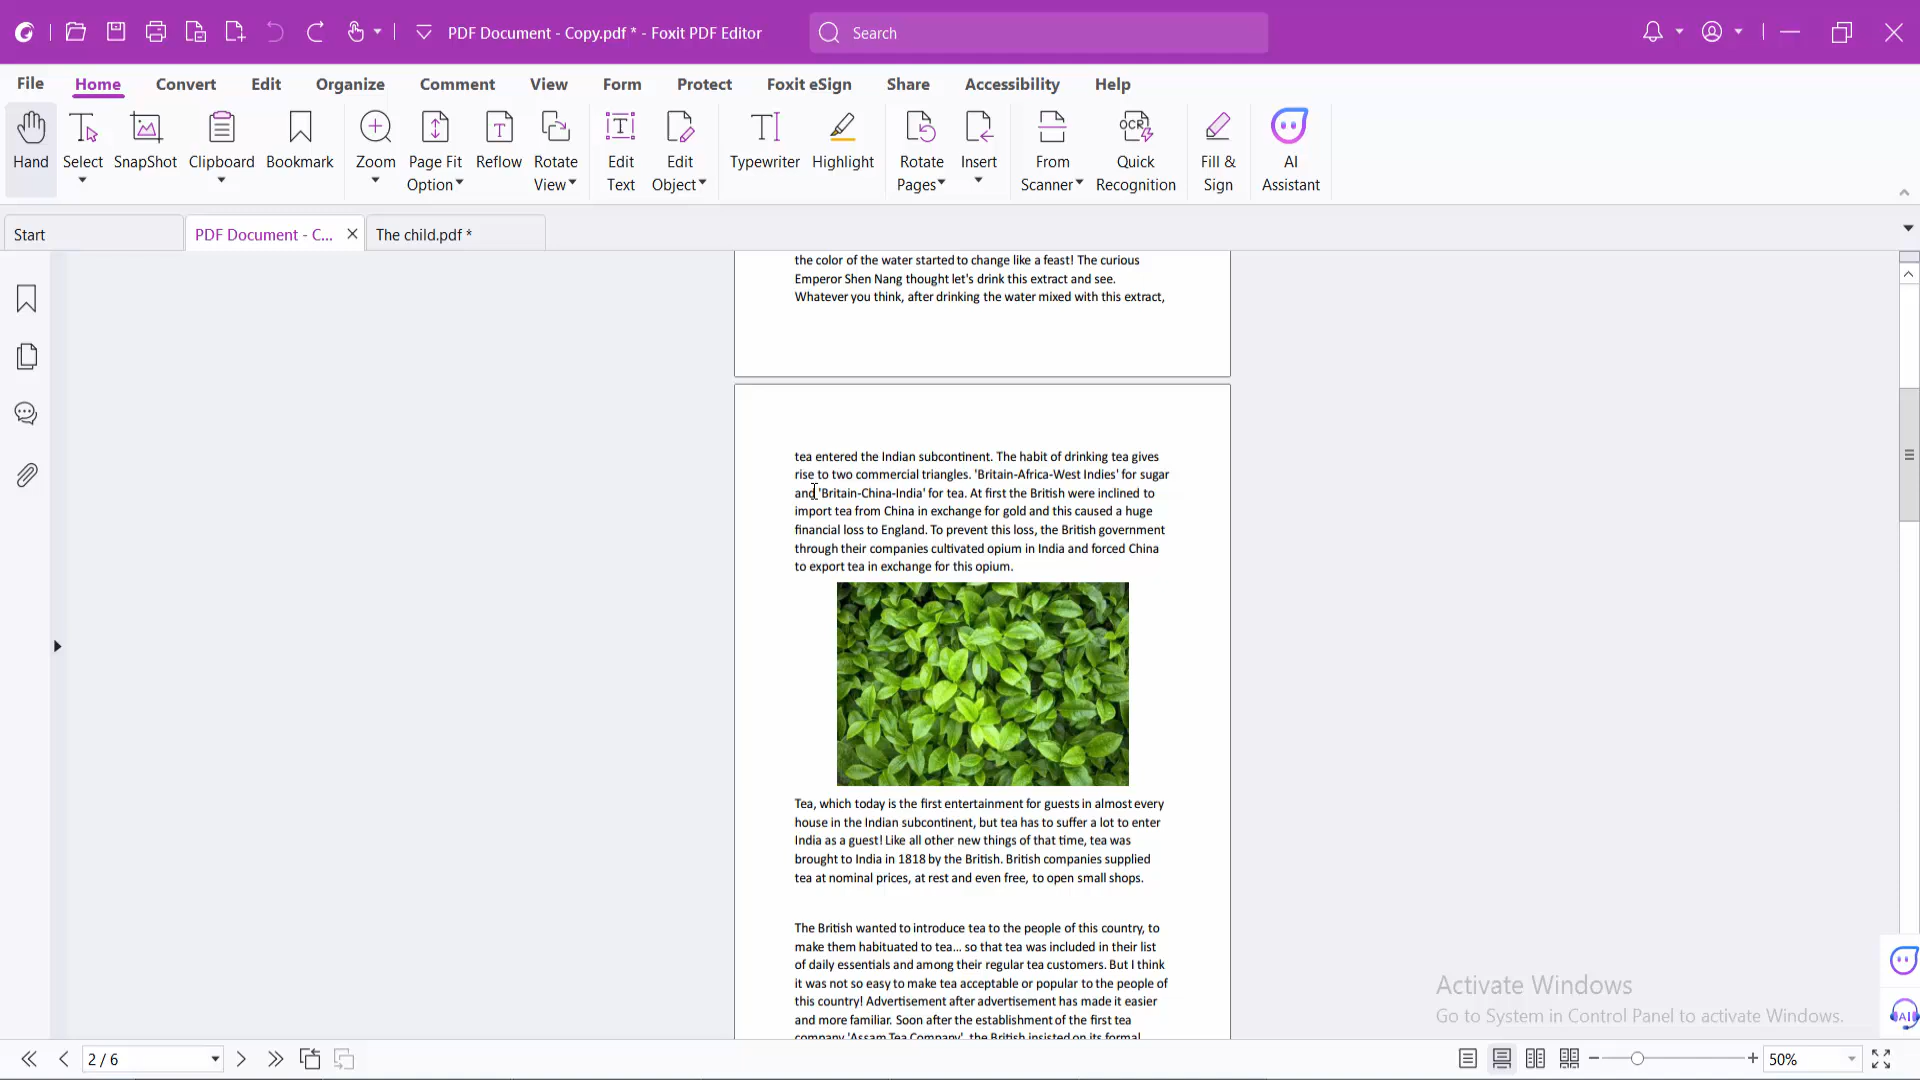 PDF Document - Copy.pdf * - Foxit PDF Editor
Search
File Home Convert Edit Organize Comment View Form Protect Foxit eSign Share Accessibility Help
Hand
Select
SnapShot
Clipboard
Bookmark
Zoom
Page Fit
Option
Reflow
Rotate
View
Edit
Text
Edit
Object
Typewriter
Highlight
Rotate
Pages
Insert
From
Scanner
OCR
Quick
Recognition
Fill &
Sign
AI
Assistant
Start
PDF Document - C...
The child.pdf *
the color of the water started to change like a feast! The curious
Emperor Shen Nang thought let's drink this extract and see.
Whatever you think, after drinking the water mixed with this extract,
tea entered the Indian subcontinent. The habit of drinking tea gives
rise to two commercial triangles. 'Britain-Africa-West Indies' for sugar
and 'Britain-China-India' for tea. At first the British were inclined to
import tea from China in exchange for gold and this caused a huge
financial loss to England. To prevent this loss, the British government
through their companies cultivated opium in India and forced China
to export tea in exchange for this opium.
Tea, which today is the first entertainment for guests in almost every
house in the Indian subcontinent, but tea has to suffer a lot to enter
India as a guest! Like all other new things of that time, tea was
brought to India in 1818 by the British. British companies supplied
tea at nominal prices, at rest and even free, to open small shops.
The British wanted to introduce tea to the people of this country, to
make them habituated to tea... so that tea was included in their list
of daily essentials and among their regular tea customers. But I think
it was not so easy to make tea acceptable or popular to the people of
this country! Advertisement after advertisement has made it easier
and more familiar. Soon after the establishment of the first tea
company 'Assam Tea Company', the British insisted on its formal
Activate Windows
Go to System in Control Panel to activate Windows.
AI
2 / 6
50%